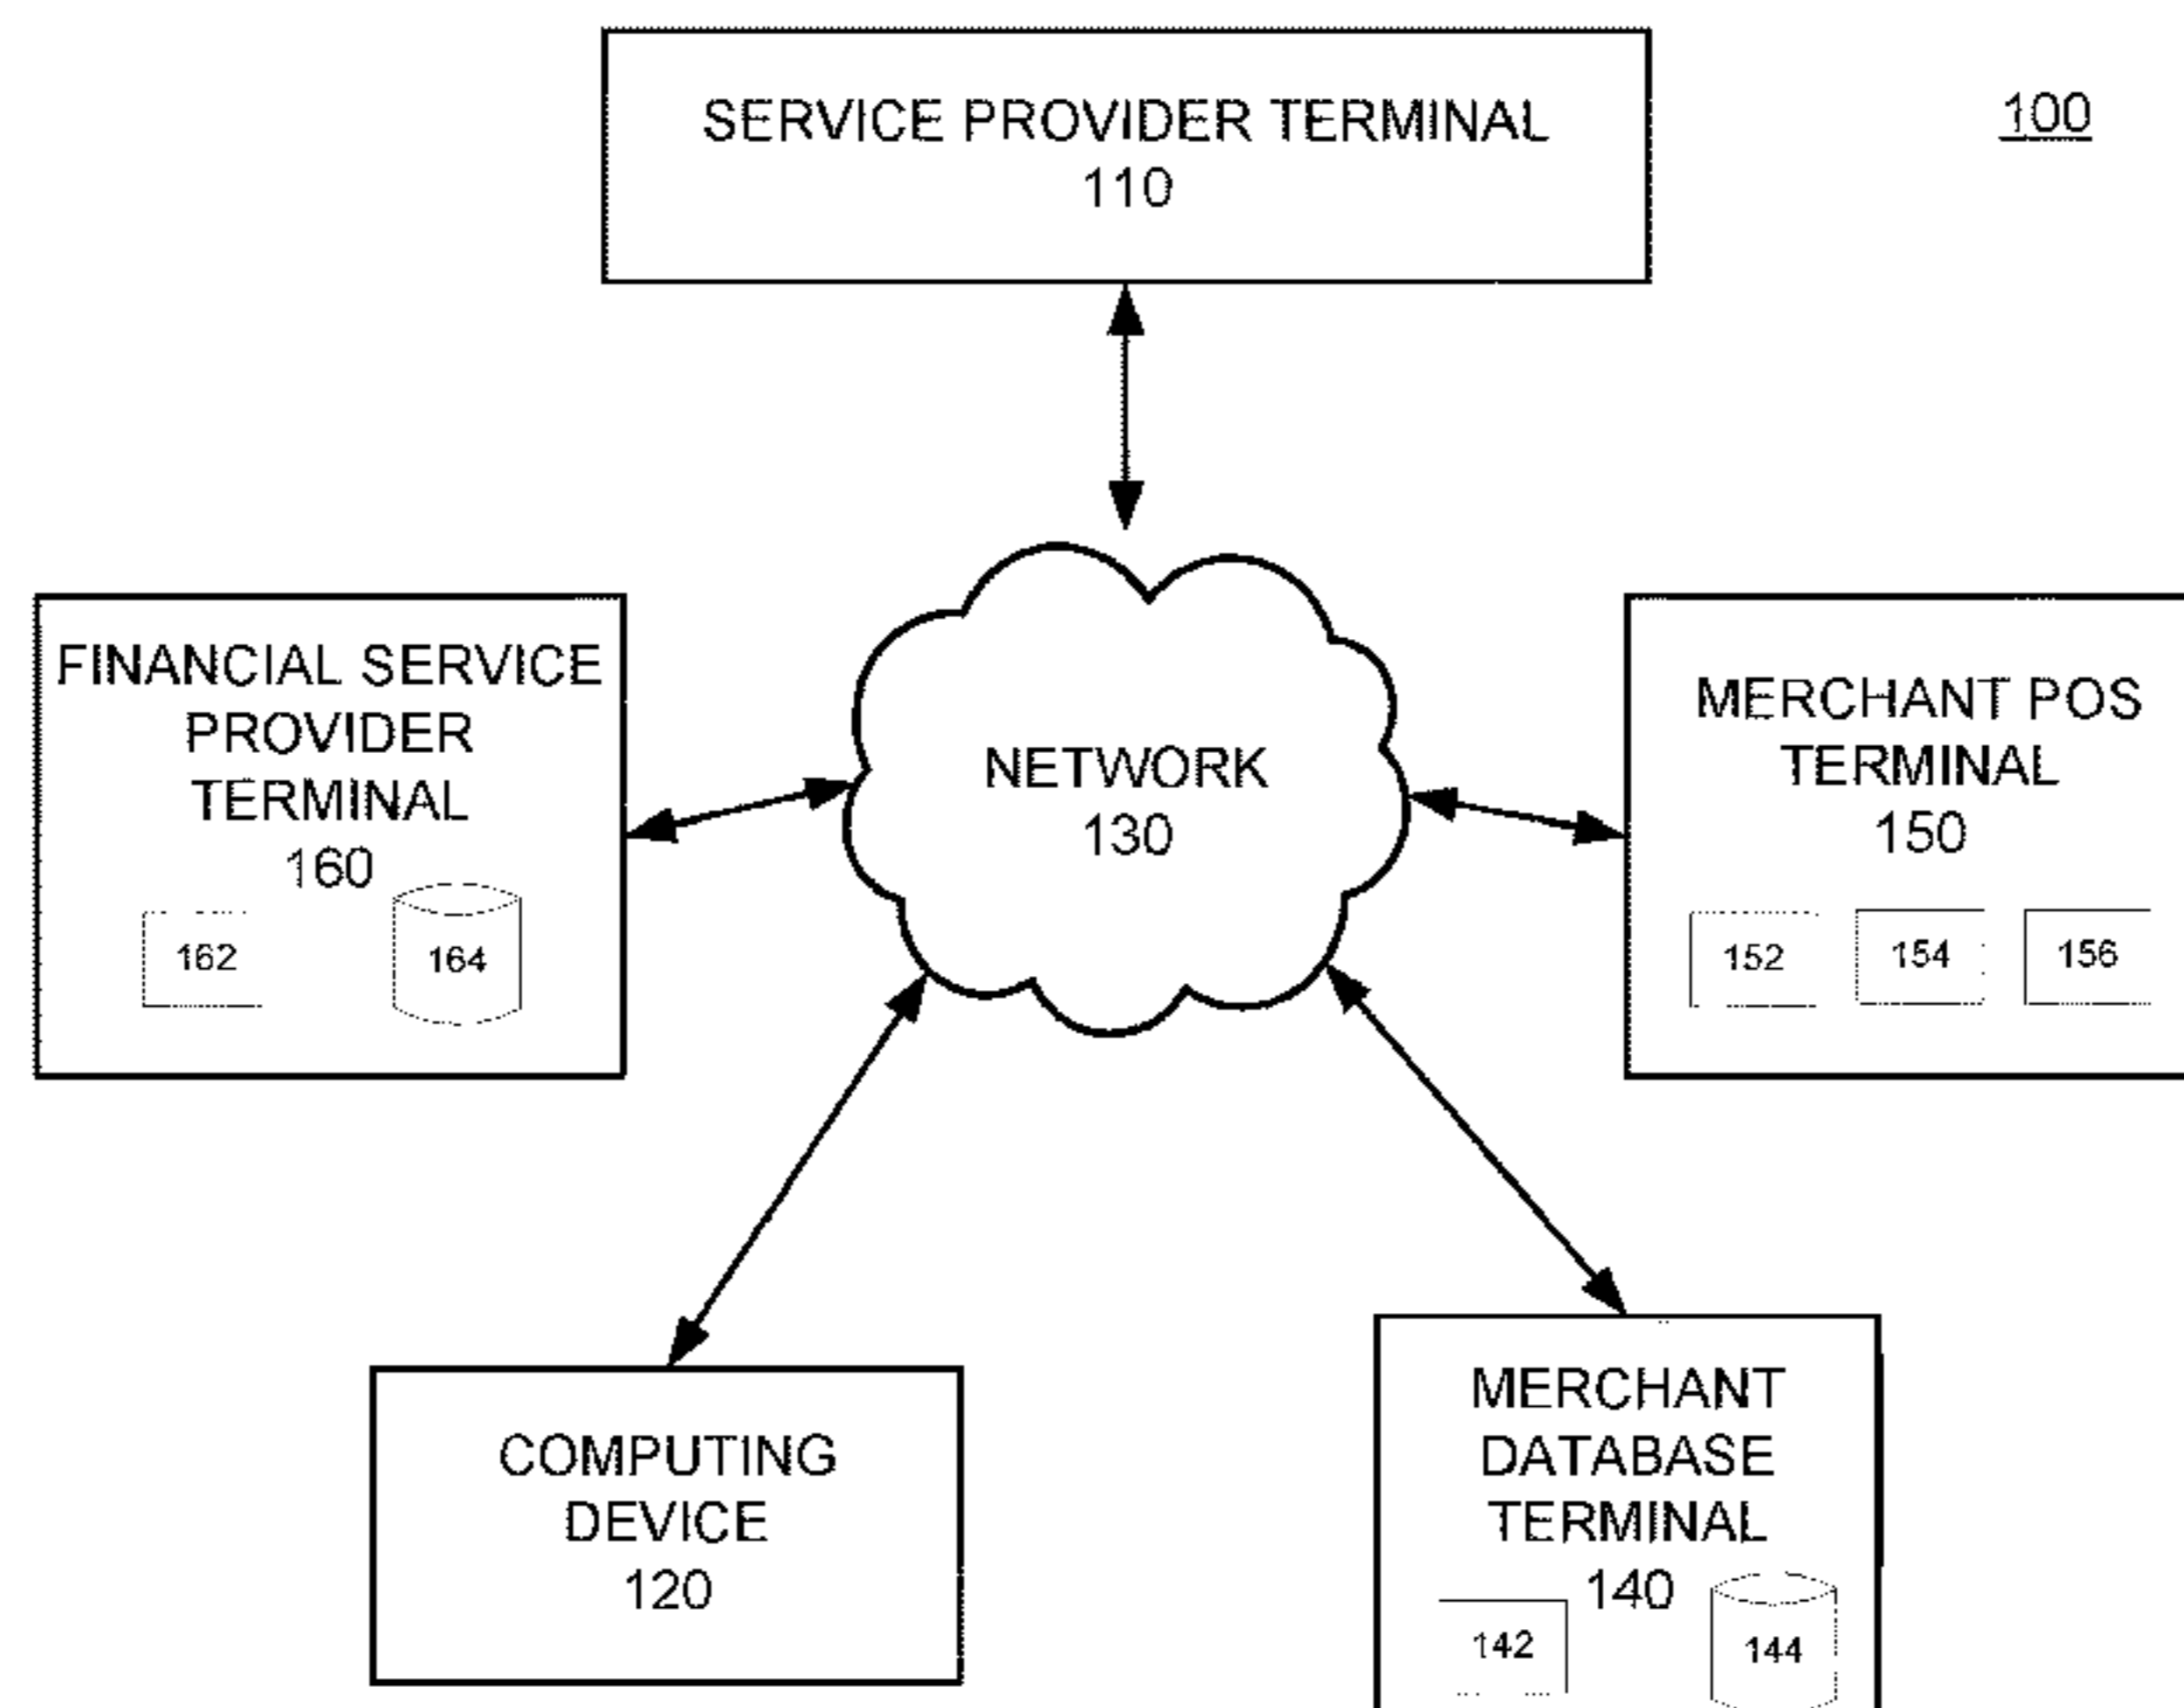 SERVICE PROVIDER TERMINAL
110
100
FINANCIAL SERVICE
PROVIDER
TERMINAL
160
162
164
NETWORK
130
MERCHANT POS
TERMINAL
150
152
154
156
COMPUTING
DEVICE
120
MERCHANT
DATABASE
TERMINAL
140
142
144